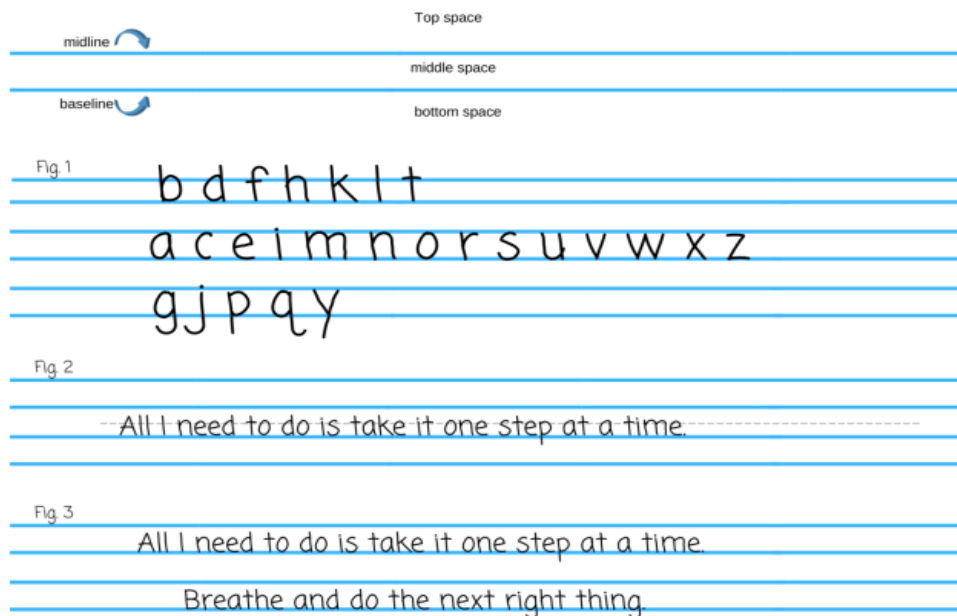 Top space
midline
middle space
baseline
bottom space
Fig. 1
b d f h k l t
a c e i m n o r s u v w x z
g j p q y
Fig. 2
All I need to do is take it one step at a time.
Fig. 3
All I need to do is take it one step at a time.
Breathe and do the next right thing.